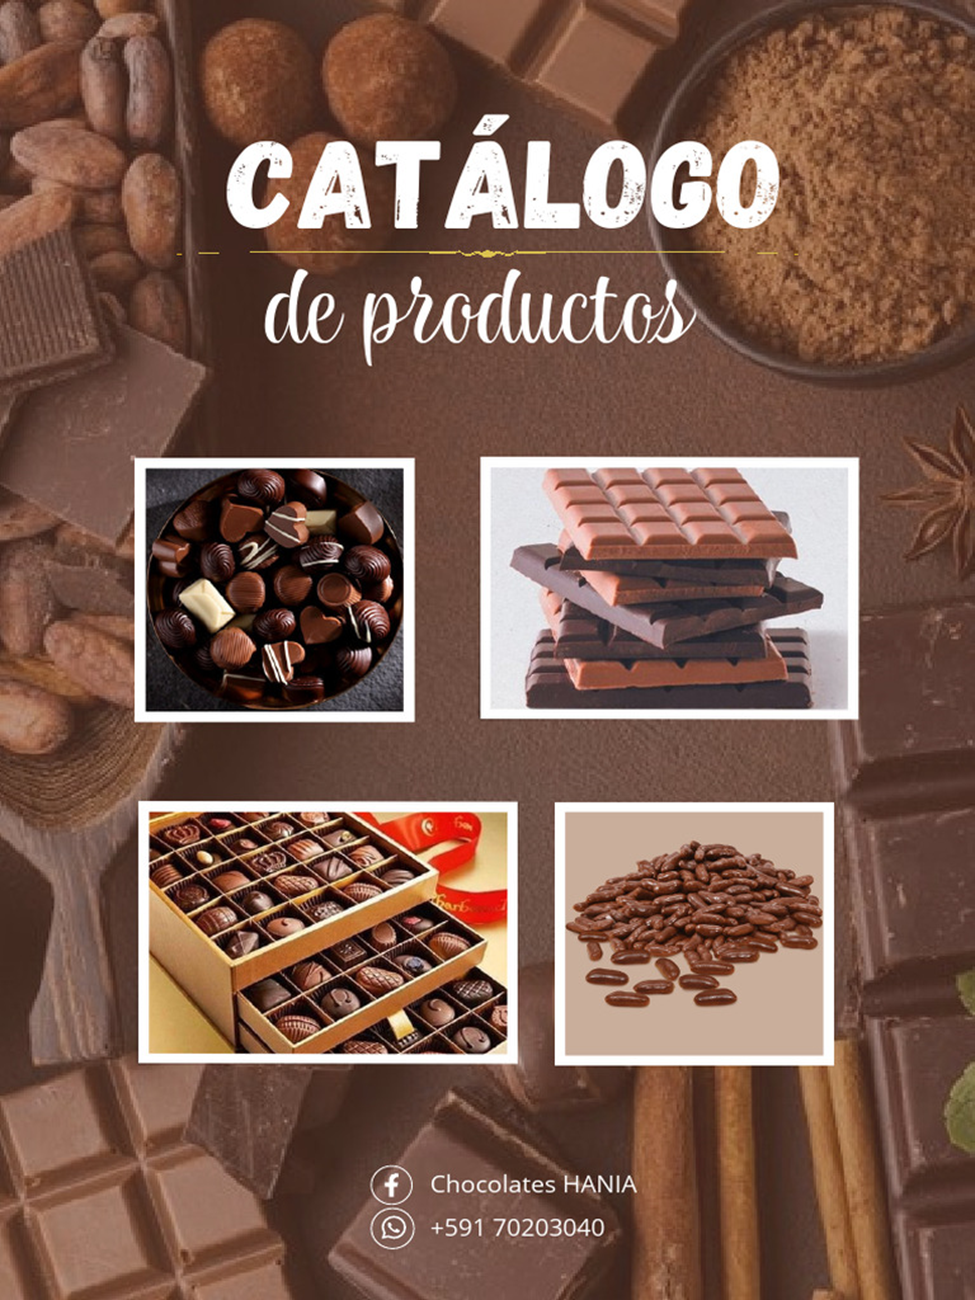 CATÁLOGO
de productos
Chocolates HANIA
+591 70203040